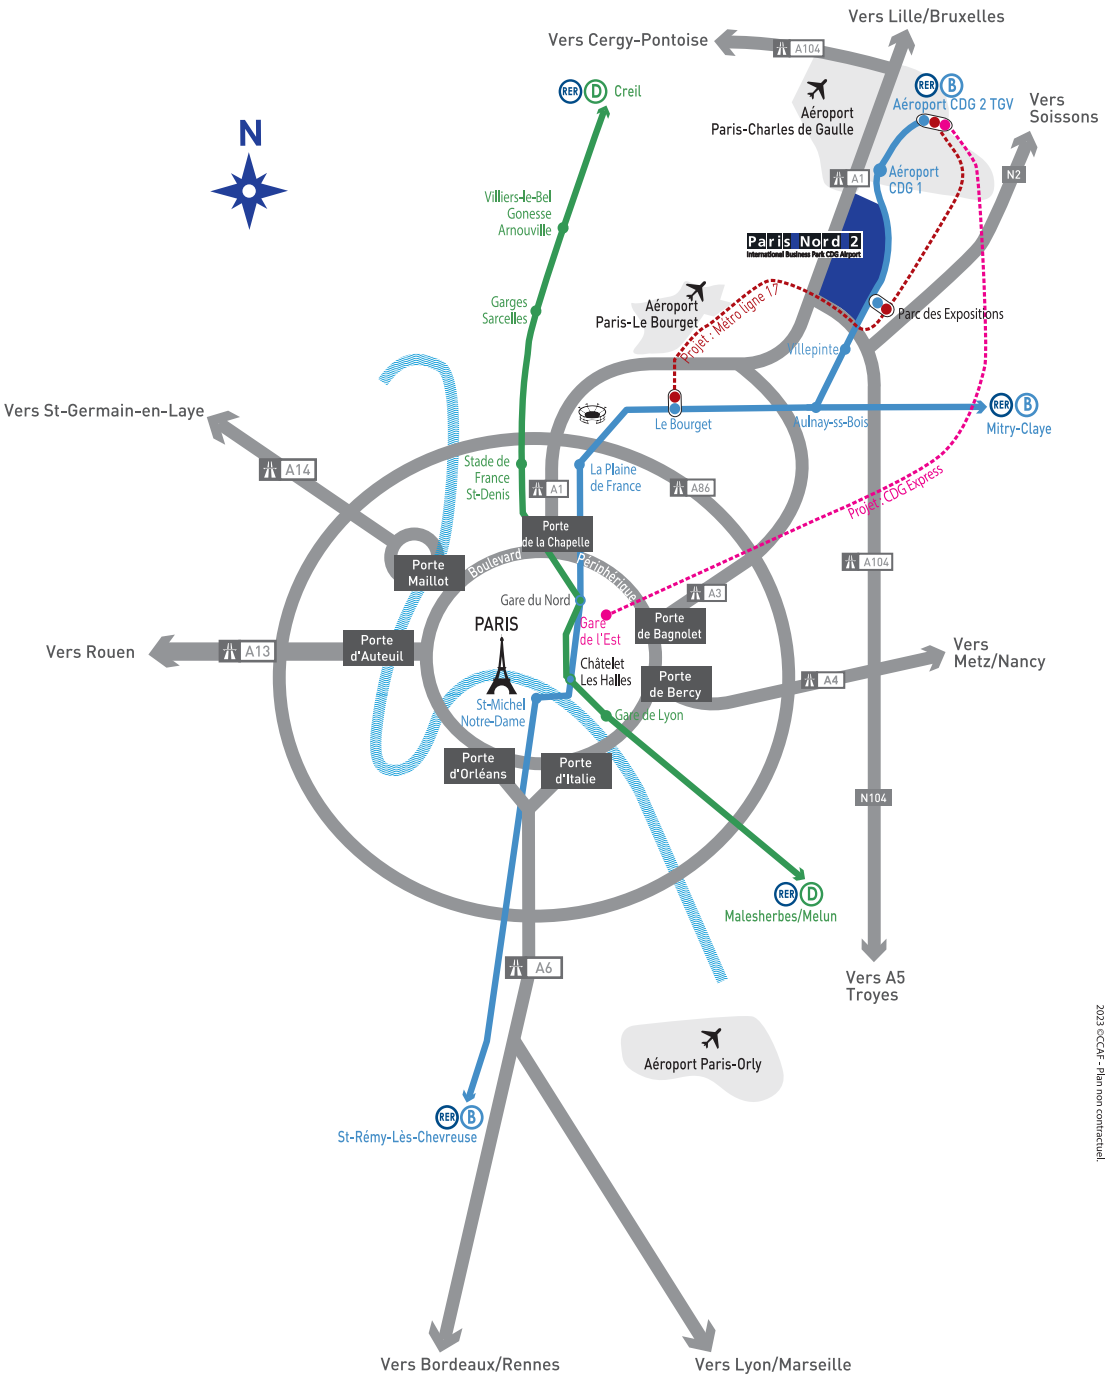 Vers Lille/Bruxelles
Vers Cergy-Pontoise
A104
RER D Creil
RER B
Aéroport CDG 2 TGV
Vers
Soissons
Aéroport
Paris-Charles de Gaulle
N
A1
Aéroport
CDG 1
N2
Villiers-le-Bel
Gonesse
Arnouville
Paris Nord 2
International Business Park CDG Airport
Garges
Sarcelles
Aéroport
Paris-Le Bourget
Projet : Métro ligne 17
Parc des Expositions
Villepinte
Vers St-Germain-en-Laye
Le Bourget
Aulnay-ss-Bois
RER B
Mitry-Claye
A14
Stade de
France
St-Denis
A1
La Plaine
de France
A86
Projet : CDG Express
Porte
de la Chapelle
Boulevard
Périphérique
A104
Porte
Maillot
Gare du Nord
A3
PARIS
Gare
de l'Est
Porte
de Bagnolet
Vers Rouen
A13
Porte
d'Auteuil
Vers
Metz/Nancy
Châtelet
Les Halles
Porte
de Bercy
A4
St-Michel
Notre-Dame
Gare de Lyon
Porte
d'Orléans
Porte
d'Italie
N104
RER D
Malesherbes/Melun
A6
Vers A5
Troyes
Aéroport Paris-Orly
2023 ©CCAF - Plan non contractuel.
RER B
St-Rémy-Lès-Chevreuse
Vers Bordeaux/Rennes
Vers Lyon/Marseille